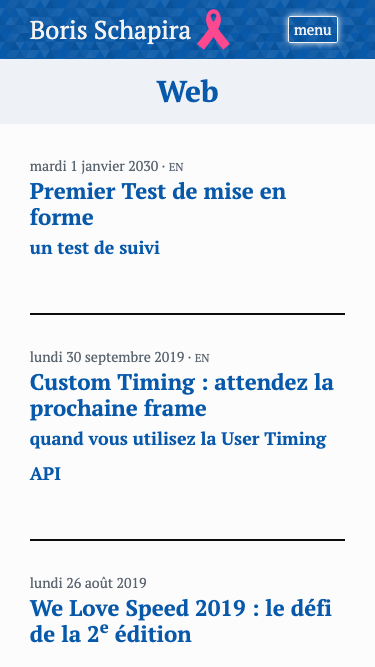 Boris Schapira
menu
Web
mardi 1 janvier 2030 · EN
Premier Test de mise en
forme
un test de suivi
lundi 30 septembre 2019 · EN
Custom Timing : attendez la
prochaine frame
quand vous utilisez la User Timing
API
lundi 26 août 2019
We Love Speed 2019 : le défi
de la 2e édition